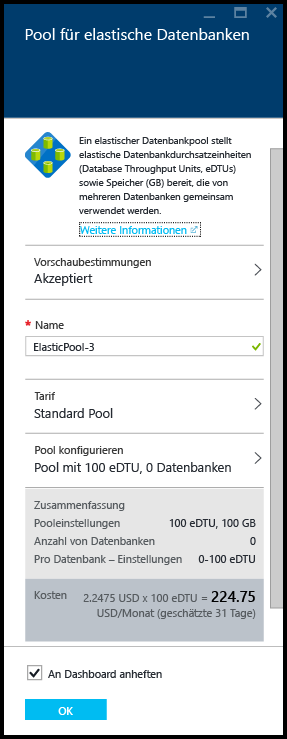 Pool für elastische Datenbanken
Ein elastischer Datenbankpool stellt
elastische Datenbankdurchsatzeinheiten
(Database Throughput Units, eDTUs)
sowie Speicher (GB) bereit, die von
mehreren Datenbanken gemeinsam
verwendet werden.
Weitere Informationen
Vorschaubestimmungen
Akzeptiert
* Name
ElasticPool-3
Tarif
Standard Pool
Pool konfigurieren
Pool mit 100 eDTU, 0 Datenbanken
Zusammenfassung
Pooleinstellungen 100 eDTU, 100 GB
Anzahl von Datenbanken 0
Pro Datenbank – Einstellungen 0-100 eDTU
Kosten 2.2475 USD x 100 eDTU = 224.75
USD/Monat (geschätzte 31 Tage)
An Dashboard anheften
OK